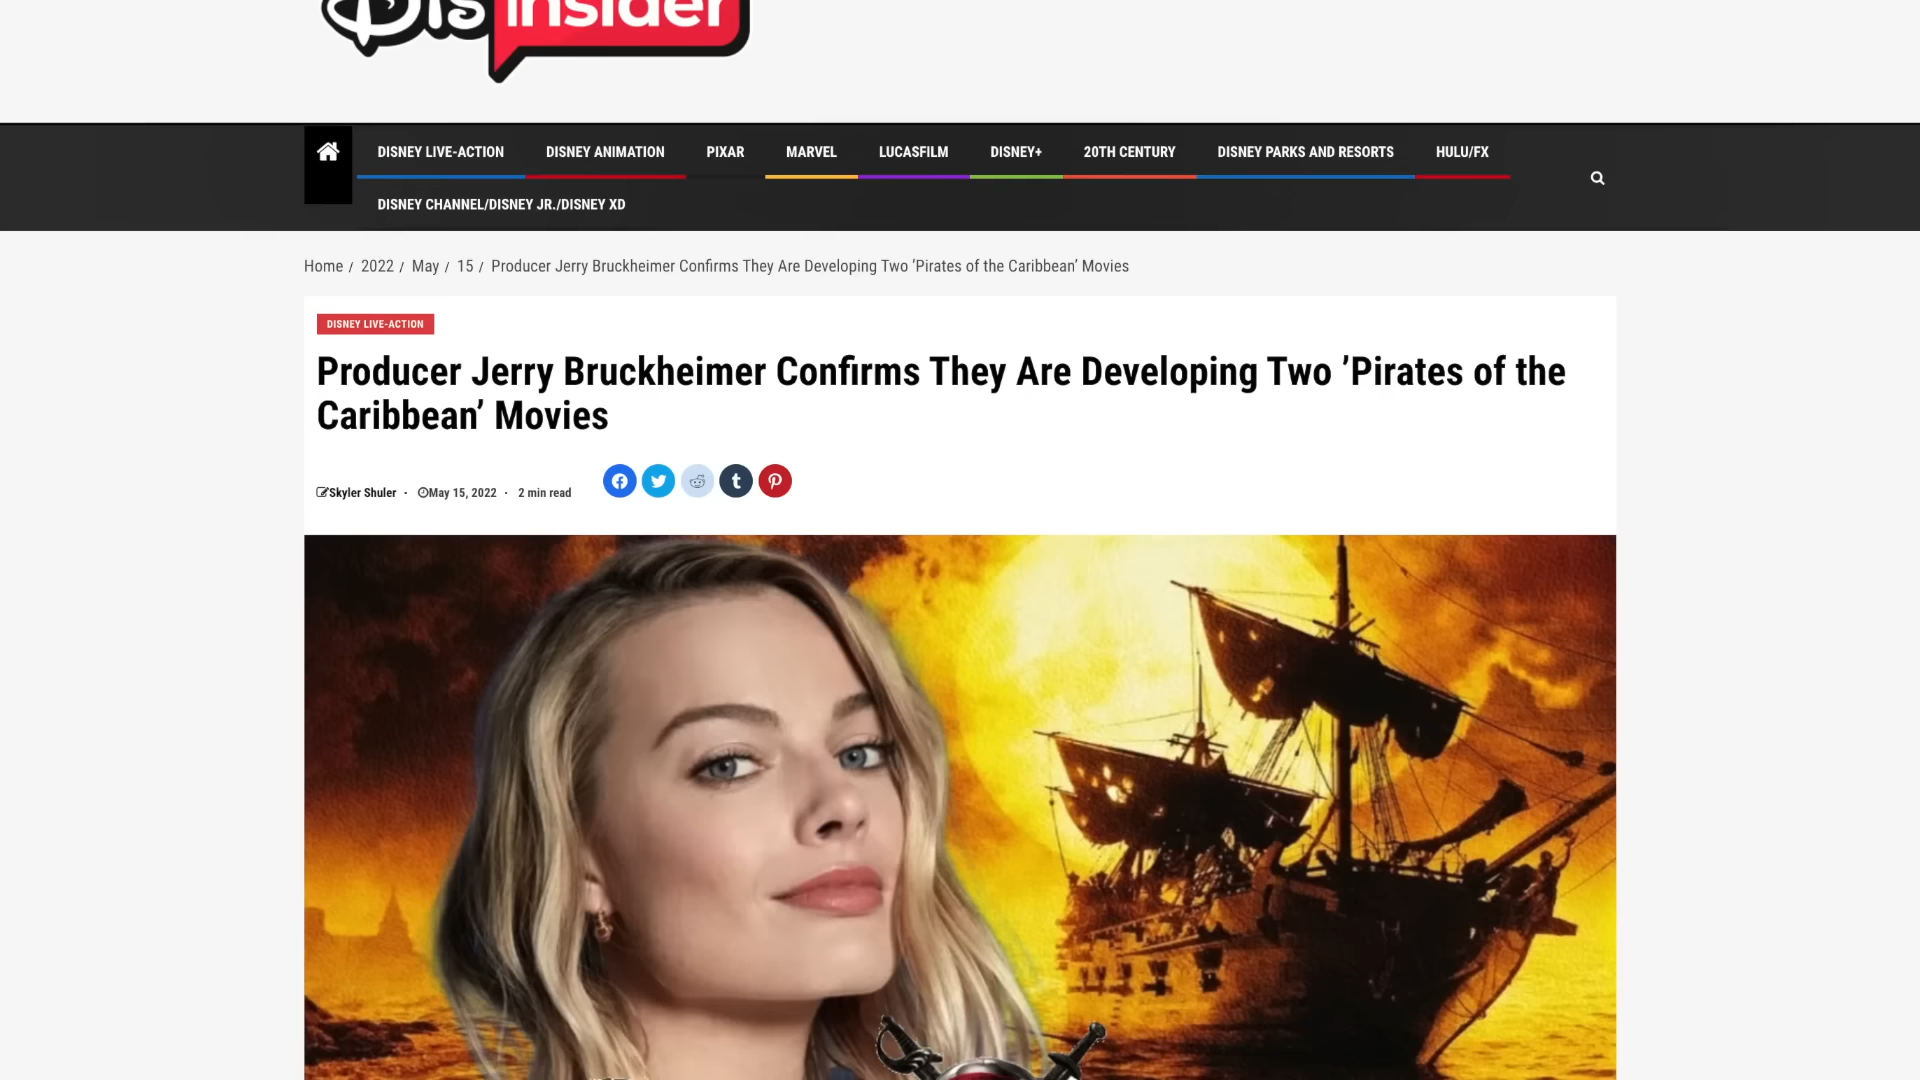 Dis insider
DISNEY LIVE-ACTION DISNEY ANIMATION PIXAR MARVEL LUCASFILM DISNEY+ 20TH CENTURY DISNEY PARKS AND RESORTS HULU/FX
DISNEY CHANNEL/DISNEY JR./DISNEY XD
Home / 2022 / May / 15 / Producer Jerry Bruckheimer Confirms They Are Developing Two ’Pirates of the Caribbean’ Movies
DISNEY LIVE-ACTION
Producer Jerry Bruckheimer Confirms They Are Developing Two ’Pirates of the
Caribbean’ Movies
Skyler Shuler · May 15, 2022 · 2 min read